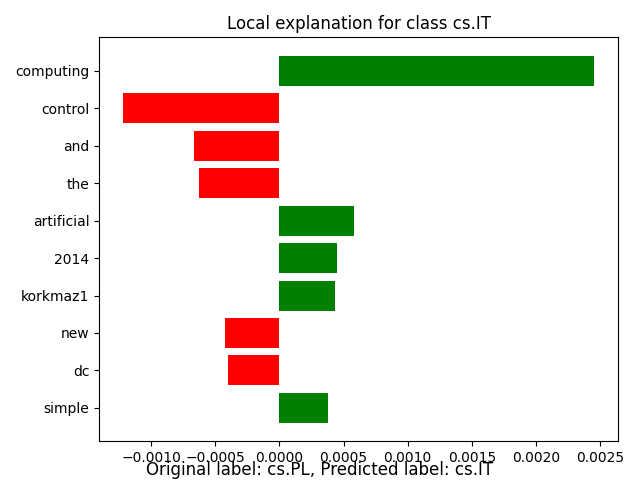 Local explanation for class cs.IT
computing
control
and
the
artificial
2014
korkmaz1
new
dc
simple
−0.0010 −0.0005 0.0000 0.0005 0.0010 0.0015 0.0020 0.0025
Original label: cs.PL, Predicted label: cs.IT